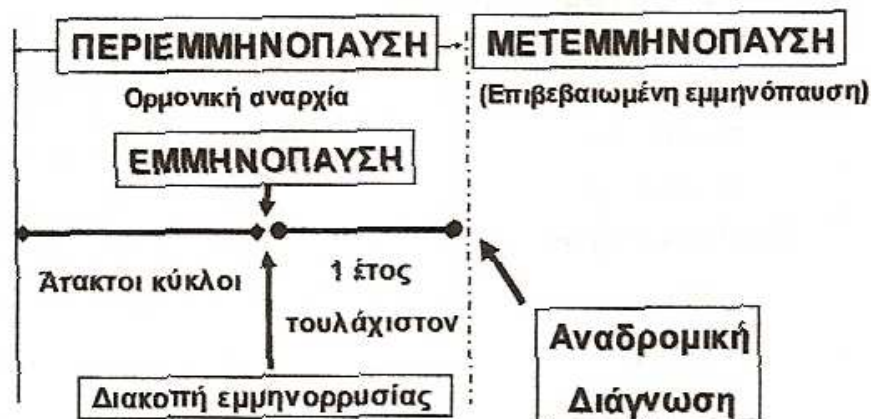 ΠΕΡΙΕΜΜΗΝΟΠΑΥΣΗ
ΜΕΤΕΜΜΗΝΟΠΑΥΣΗ
Ορμονική αναρχία
(Επιβεβαιωμένη εμμηνόπαυση)
ΕΜΜΗΝΟΠΑΥΣΗ
Άτακτοι κύκλοι
1 έτος
τουλάχιστον
Διακοπή εμμηνορρυσίας
Αναδρομική
Διάγνωση